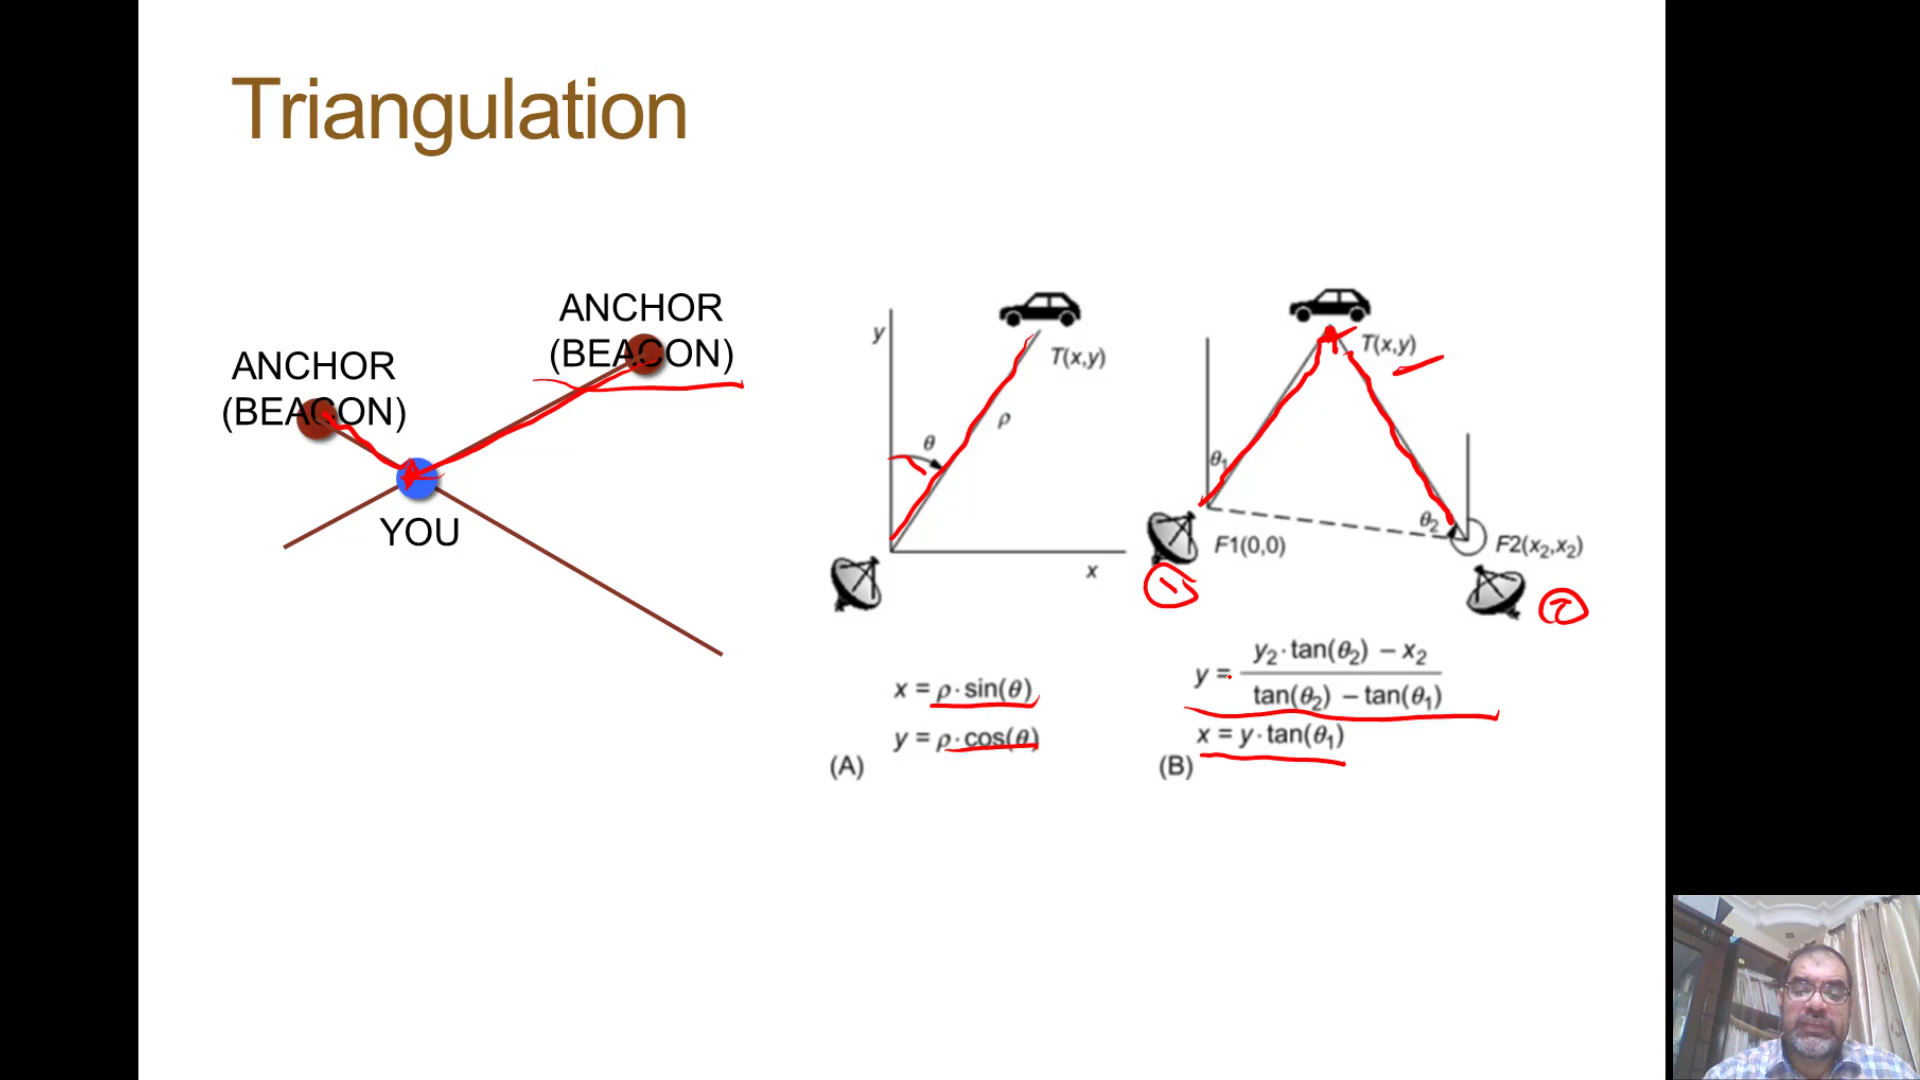 Triangulation
ANCHOR
(BEACON)
ANCHOR
(BEACON)
YOU
y
θ
ρ
T(x,y)
x
x = ρ·sin(θ)
y = ρ·cos(θ)
(A)
T(x,y)
θ₁
θ₂
F1(0,0)
F2(x₂,x₂)
1
2
y = y₂·tan(θ₂) – x₂ / tan(θ₂) – tan(θ₁)
x = y·tan(θ₁)
(B)